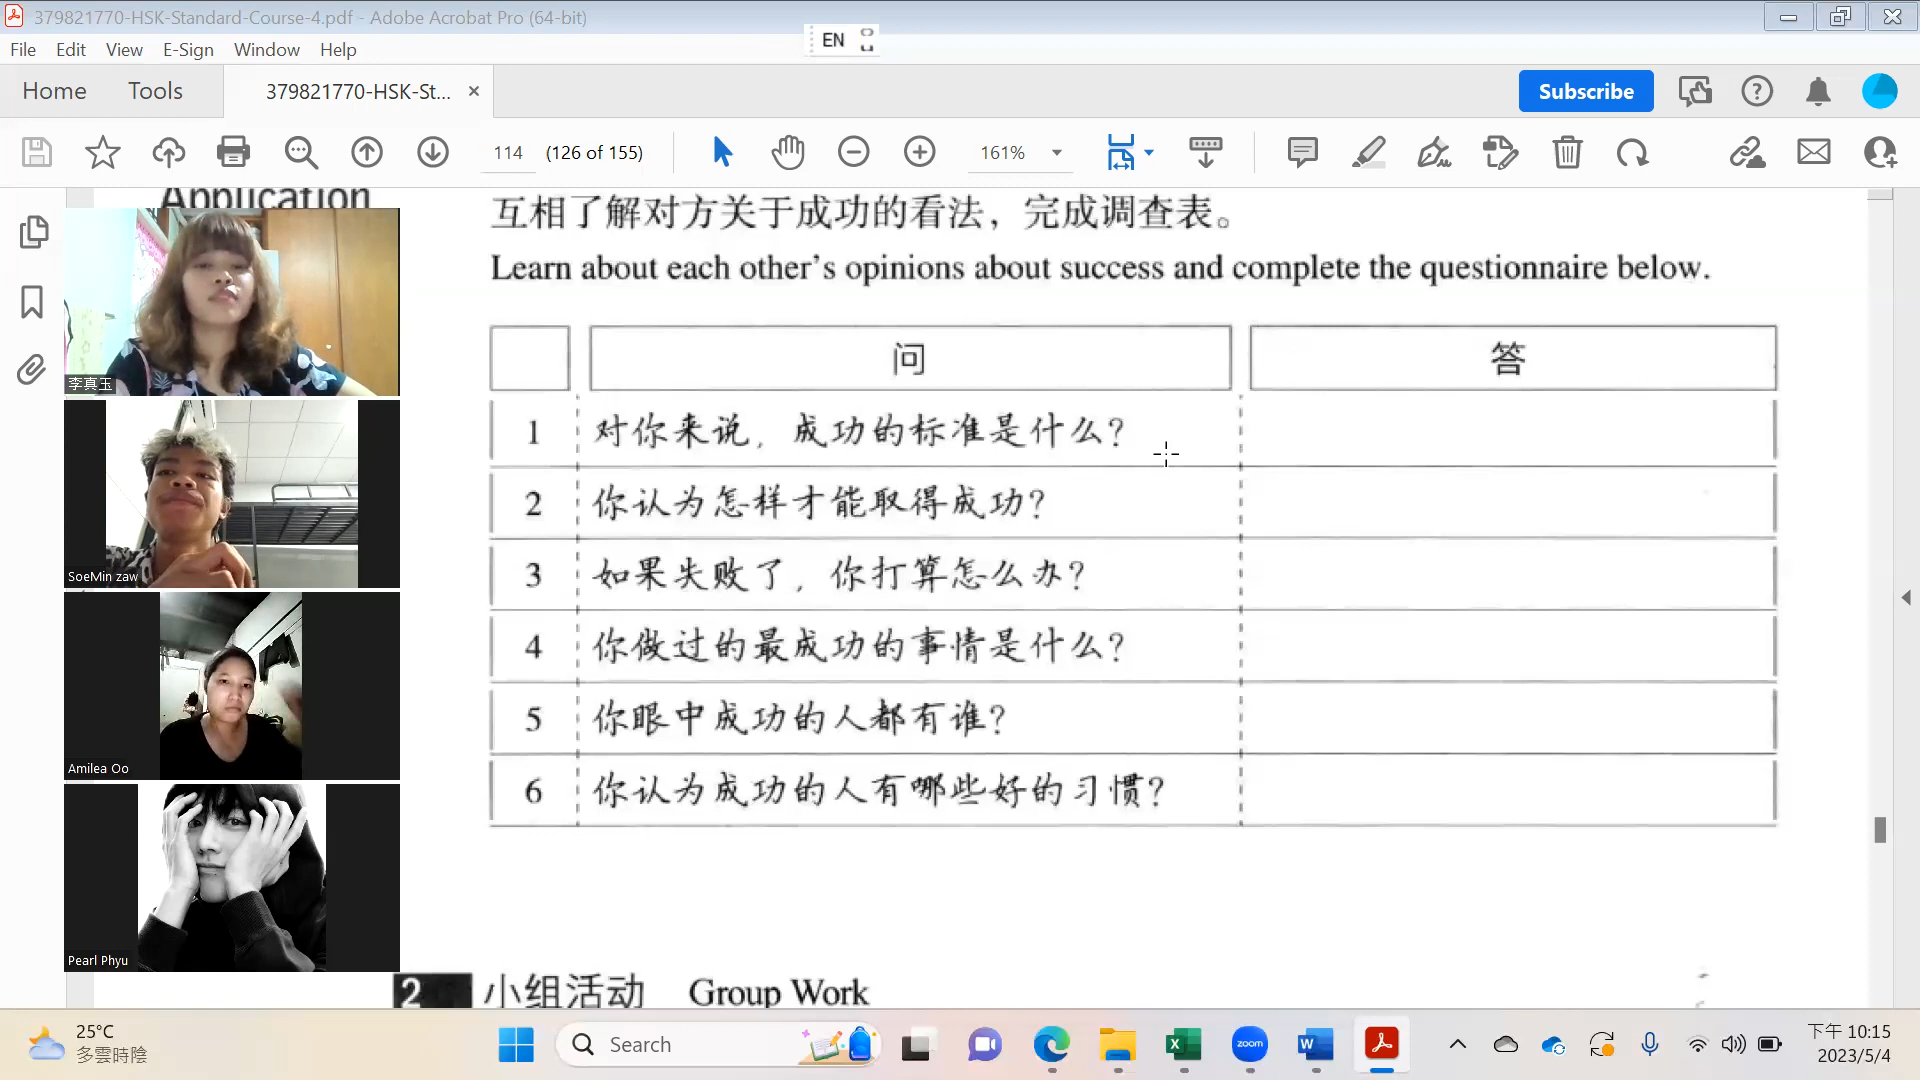 379821770-HSK-Standard-Course-4.pdf - Adobe Acrobat Pro (64-bit)
File Edit View E-Sign Window Help
EN
Home Tools 379821770-HSK-St... ×
Subscribe
114 (126 of 155) 161%
Application
互相了解对方关于成功的看法，完成调查表。
Learn about each other's opinions about success and complete the questionnaire below.
问 答
1 对你来说，成功的标准是什么？
2 你认为怎样才能取得成功？
3 如果失败了，你打算怎么办？
4 你做过的最成功的事情是什么？
5 你眼中成功的人都有谁？
6 你认为成功的人有哪些好的习惯？
2 小组活动 Group Work
李真玉
SoeMin zaw
Amilea Oo
Pearl Phyu
25°C
多雲時陰
Search
zoom
下午 10:15
2023/5/4